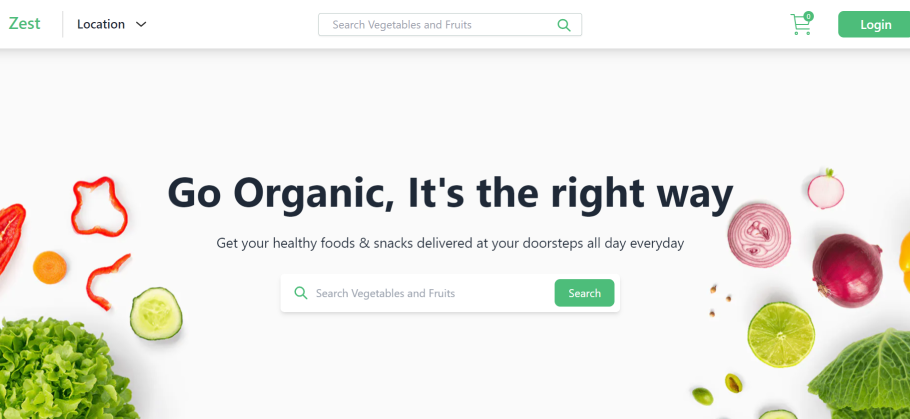 Zest
Location
Search Vegetables and Fruits
0
Login
Go Organic, It's the right way
Get your healthy foods & snacks delivered at your doorsteps all day everyday
Search Vegetables and Fruits
Search